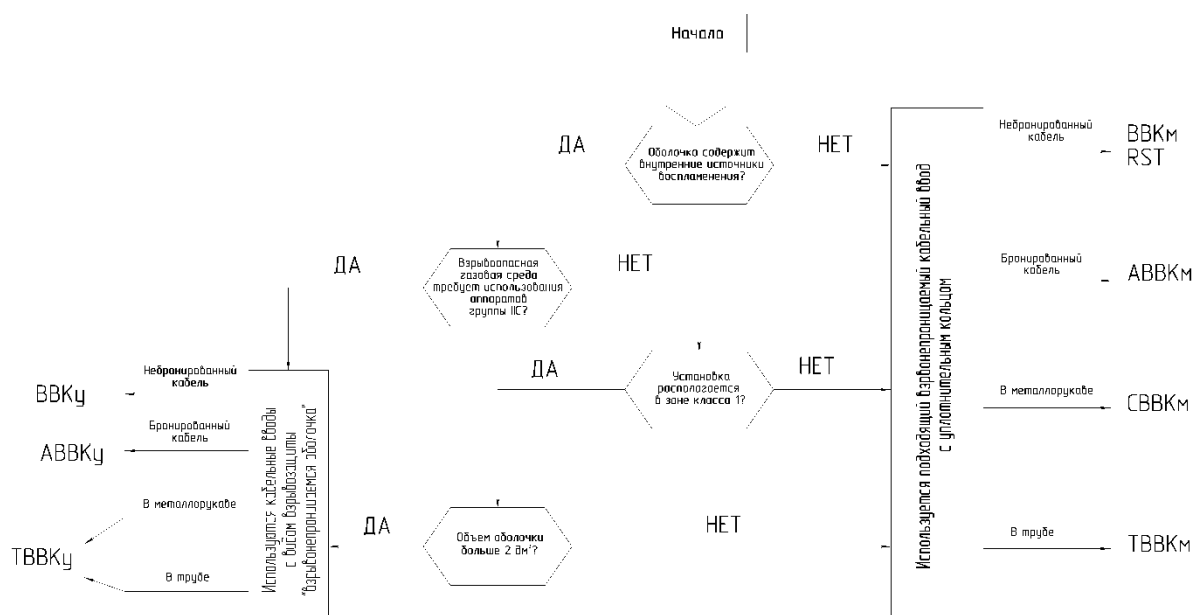 Начало
ДА
Оболочка содержит
внутренние источники
воспламенения?
НЕТ
Небронированный
кабель
ВВКм
RST
ДА
Взрывоопасная
газовая среда
требует использования
аппаратов
группы IIC?
НЕТ
Бронированный
кабель
АВВКм
ДА
Установка
располагается
в зоне класса 1?
НЕТ
Используется подходящий взрвонепроницаемый кабельный ввод
с уплотнительным кольцом
В металлорукаве
СВВКм
ВВКу
Небронированный
кабель
АВВКу
Бронированный
кабель
Используются кабельные вводы
с видом взрывозащиты
"взрывонепроницаемся оболочка"
В металлорукаве
ТВВКу
В трубе
ДА
Объем оболочки
больше 2 дм³?
НЕТ
В трубе
ТВВКм